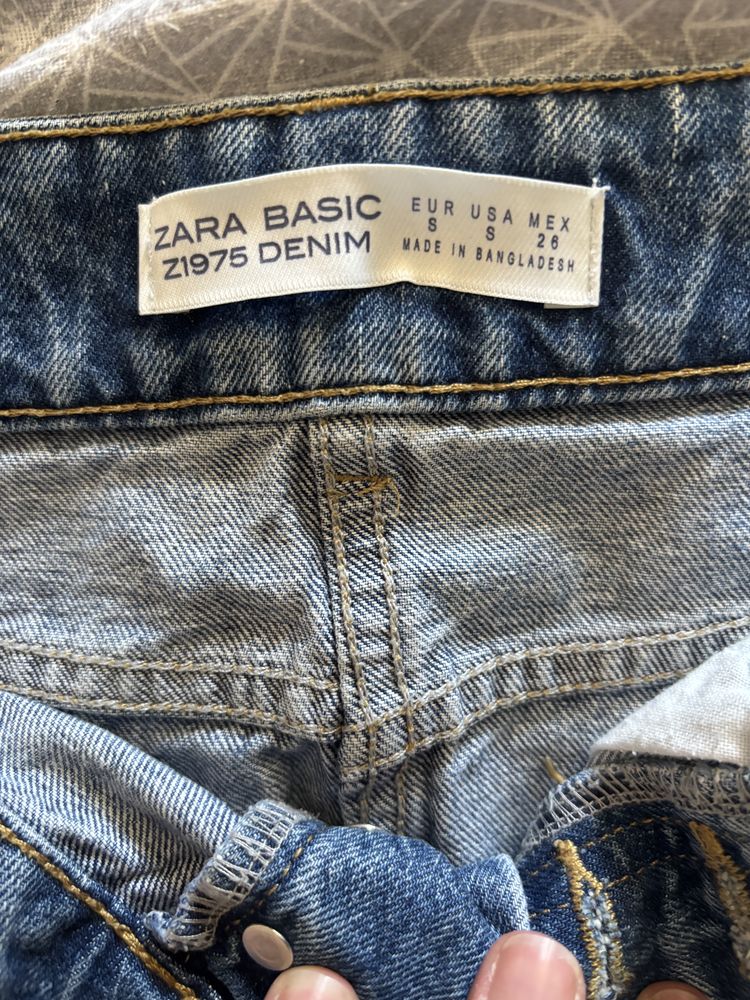 ZARA BASIC
Z1975 DENIM
EUR USA MEX
S S 26
MADE IN BANGLADESH